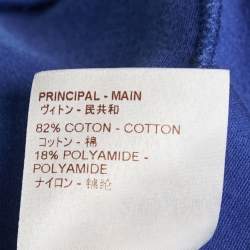 PRINCIPAL - MAIN
ヴィトン - 民共和
82% COTON - COTTON
コットン - 棉
18% POLYAMIDE -
POLYAMIDE
ナイロン - 锦纶